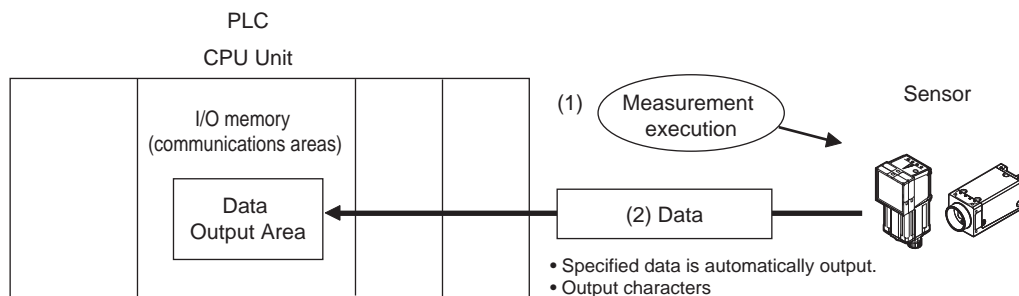 PLC
CPU Unit
I/O memory
(communications areas)
Data
Output Area
(1)
Measurement
execution
Sensor
(2) Data
• Specified data is automatically output.
• Output characters